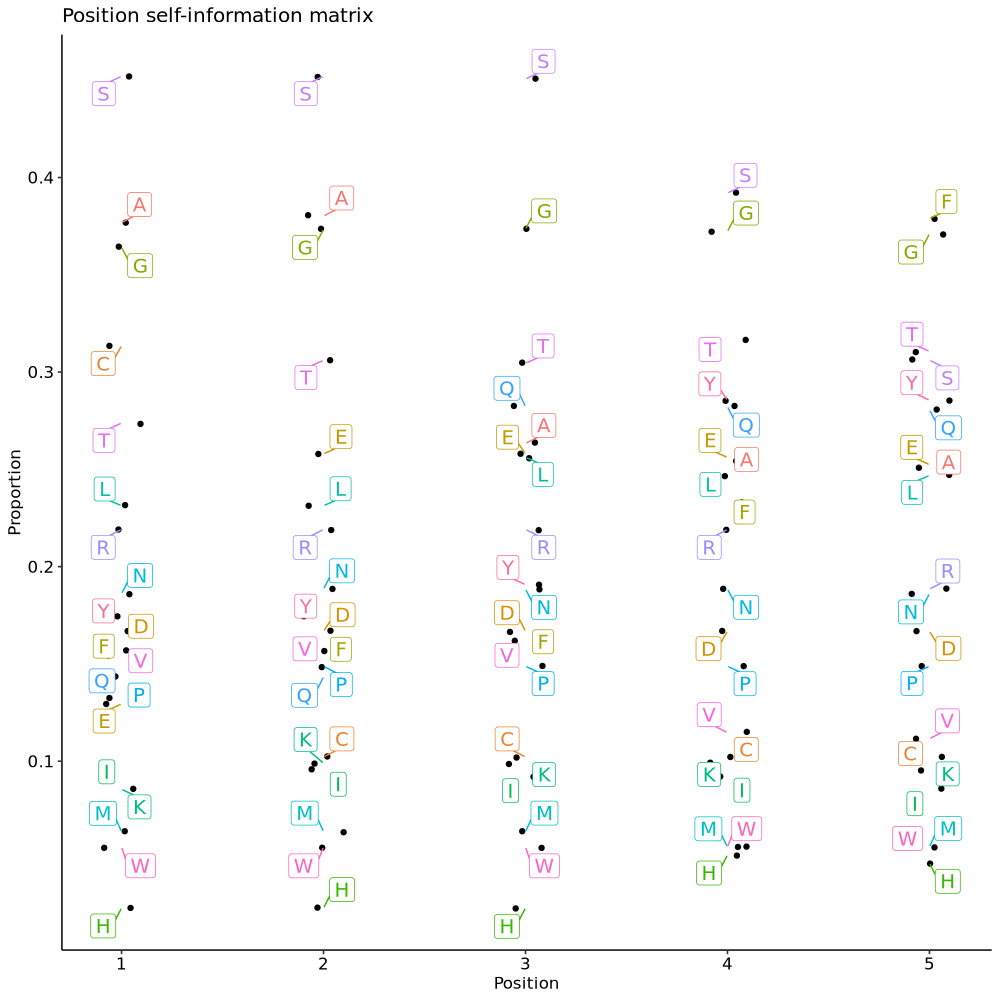 Position self-information matrix
S S S
S F
A A G G
G G G
T T
C T Q Y Y S
T E A E Q Q
L L E L E A
L A L
F
R R R R R
N N Y N N
Y D D F D D
F V V F V
Q P Q P P P P
E
K C C V V
I I K C C
K I K I K
M M M M W W M
W W W H H
H H H
0.4
0.3
0.2
0.1
Proportion
1 2 3 4 5
Position